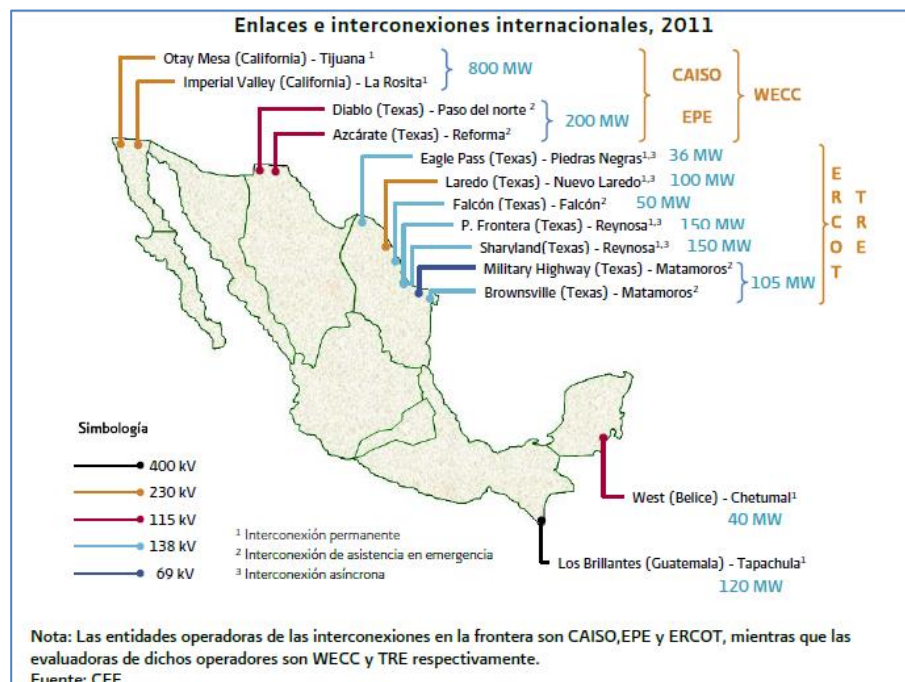 Enlaces e interconexiones internacionales, 2011
Otay Mesa (California) - Tijuana ¹
Imperial Valley (California) - La Rosita¹
800 MW
Diablo (Texas) - Paso del norte ²
Azcárate (Texas) - Reforma²
200 MW
CAISO
EPE
WECC
Eagle Pass (Texas) - Piedras Negras¹,³ 36 MW
Laredo (Texas) - Nuevo Laredo¹,³ 100 MW
Falcón (Texas) - Falcón² 50 MW
P. Frontera (Texas) - Reynosa¹,³ 150 MW
Sharyland(Texas) - Reynosa¹,³ 150 MW
Military Highway (Texas) - Matamoros²
Brownsville (Texas) - Matamoros²
105 MW
ERCOT
TRE
Simbología
400 kV
230 kV
115 kV
138 kV
69 kV
¹ Interconexión permanente
² Interconexión de asistencia en emergencia
³ Interconexión asíncrona
West (Belice) - Chetumal¹
40 MW
Los Brillantes (Guatemala) - Tapachula¹
120 MW
Nota: Las entidades operadoras de las interconexiones en la frontera son CAISO,EPE y ERCOT, mientras que las
evaluadoras de dichos operadores son WECC y TRE respectivamente.
Fuente: CFE